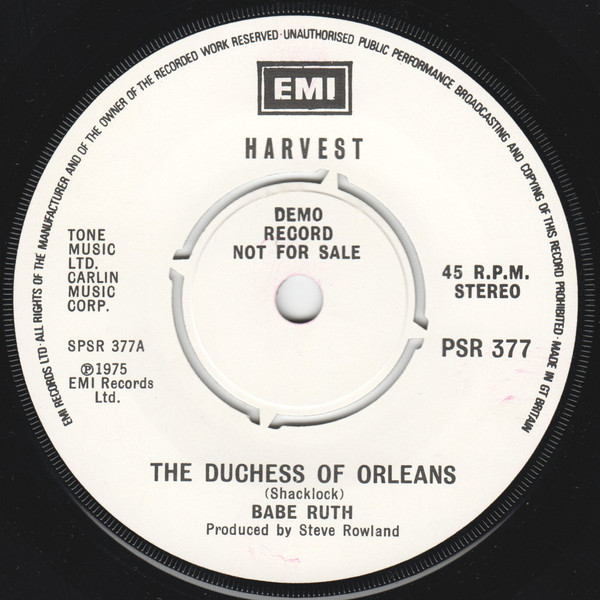 EMI RECORDS LTD·ALL RIGHTS OF THE MANUFACTURER AND OF THE OWNER OF THE RECORDED WORK RESERVED·UNAUTHORISED PUBLIC PERFORMANCE BROADCASTING AND COPYING OF THIS RECORD PROHIBITED·MADE IN GT BRITAIN
EMI
HARVEST
DEMO
RECORD
NOT FOR SALE
TONE
MUSIC
LTD.
CARLIN
MUSIC
CORP.
SPSR 377A
℗1975
EMI Records
Ltd.
45 R.P.M.
STEREO
PSR 377
THE DUCHESS OF ORLEANS
(Shacklock)
BABE RUTH
Produced by Steve Rowland